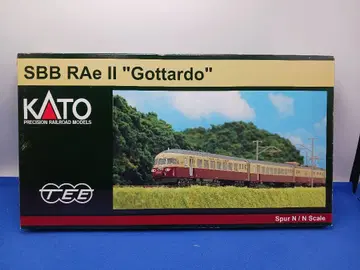 SBB RAe II "Gottardo"
KATO
PRECISION RAILROAD MODELS
TEE
Spur N / N Scale